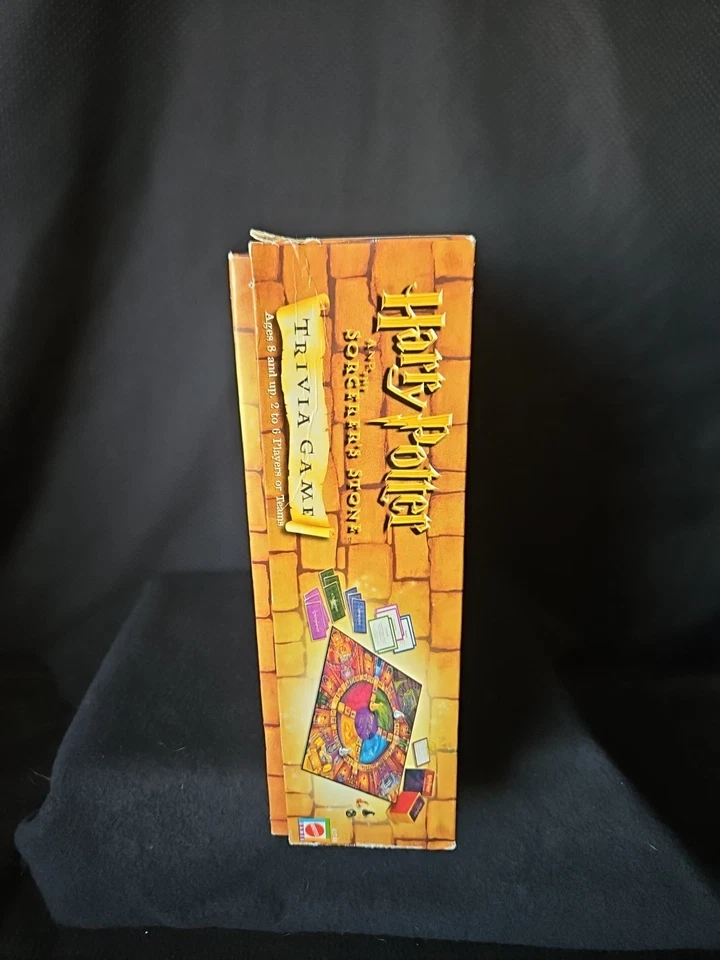 Harry Potter
AND THE
SORCERER'S STONE
TRIVIA GAME
Ages 8 and up, 2 to 6 Players or Teams